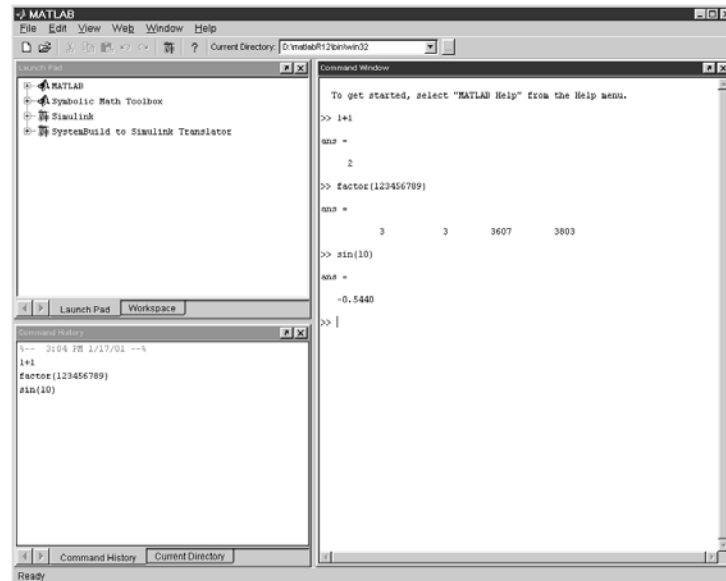 MATLAB
File Edit View Web Window Help
? Current Directory: D:\matlabR12\bin\win32 ...
Launch Pad
MATLAB
Symbolic Math Toolbox
Simulink
SystemBuild to Simulink Translator
Launch Pad Workspace
Command History
%-- 3:04 PM 1/17/01 --%
1+1
factor(123456789)
sin(10)
Command History Current Directory
Command Window
To get started, select "MATLAB Help" from the Help menu.
>> 1+1
ans =
2
>> factor(123456789)
ans =
3 3 3607 3803
>> sin(10)
ans =
-0.5440
>>
Ready